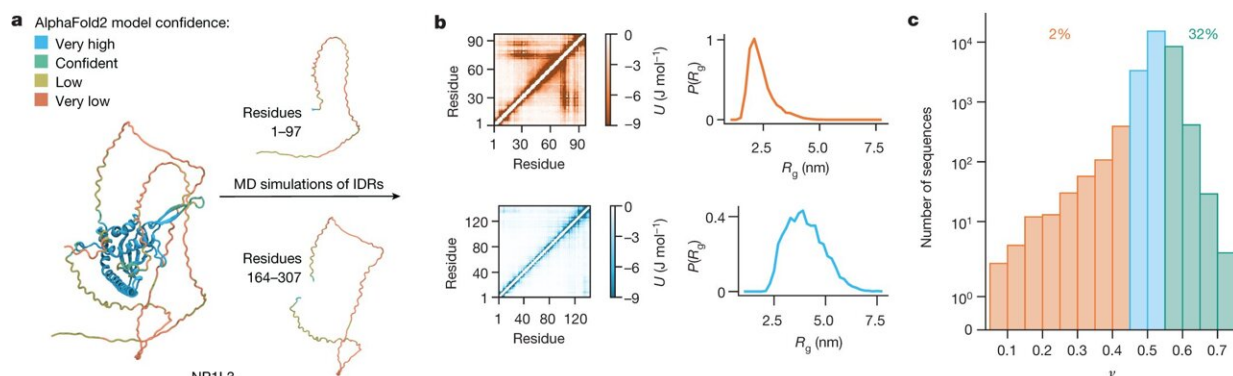 a
AlphaFold2 model confidence:
Very high
Confident
Low
Very low
Residues
1–97
MD simulations of IDRs
Residues
164–307
b
90
60
30
1
Residue
1 30 60 90
Residue
0
−3
−6
−9
U (J mol−1)
1
0
P(Rg)
2.5 5.0 7.5
Rg (nm)
120
80
40
1
Residue
1 40 80 120
Residue
0
−3
−6
−9
U (J mol−1)
0.4
0
P(Rg)
2.5 5.0 7.5
Rg (nm)
c
2% 32%
10⁴
10³
10²
10¹
10⁰
0
Number of sequences
0.1 0.2 0.3 0.4 0.5 0.6 0.7
ν